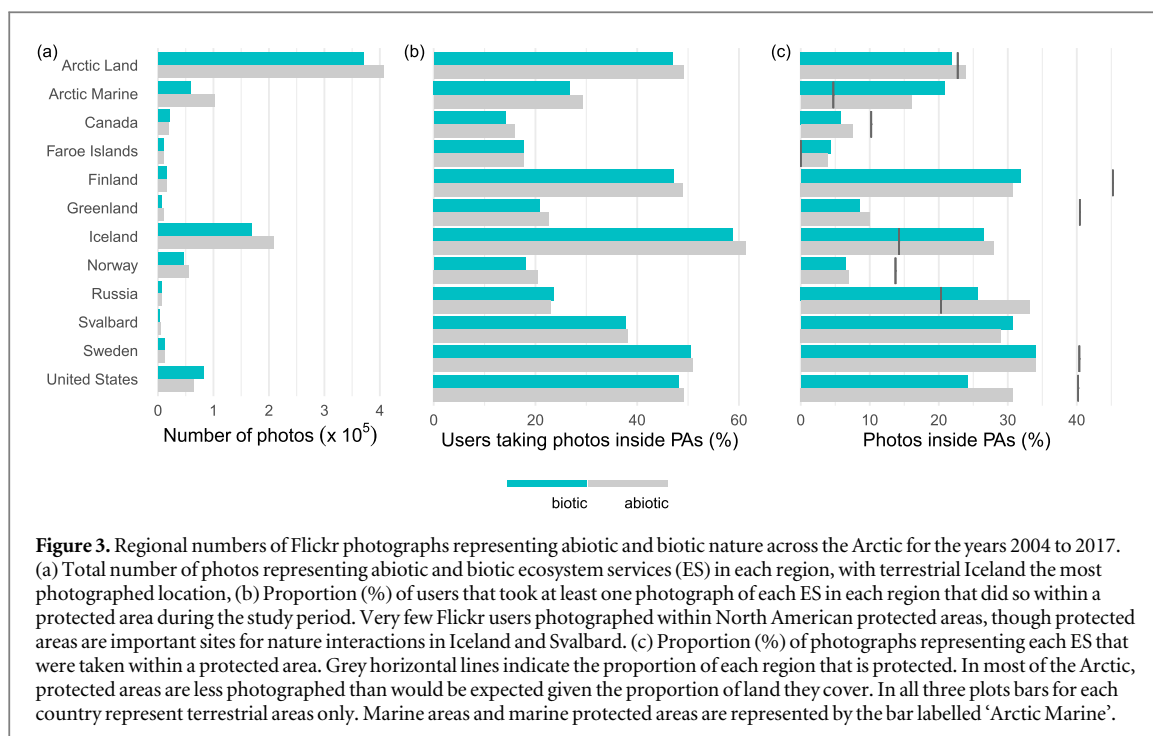 (a)
(b)
(c)
Arctic Land
Arctic Marine
Canada
Faroe Islands
Finland
Greenland
Iceland
Norway
Russia
Svalbard
Sweden
United States
0 1 2 3 4
Number of photos (x 10⁵)
0 20 40 60
Users taking photos inside PAs (%)
0 10 20 30 40
Photos inside PAs (%)
biotic abiotic
Figure 3. Regional numbers of Flickr photographs representing abiotic and biotic nature across the Arctic for the years 2004 to 2017.
(a) Total number of photos representing abiotic and biotic ecosystem services (ES) in each region, with terrestrial Iceland the most
photographed location, (b) Proportion (%) of users that took at least one photograph of each ES in each region that did so within a
protected area during the study period. Very few Flickr users photographed within North American protected areas, though protected
areas are important sites for nature interactions in Iceland and Svalbard. (c) Proportion (%) of photographs representing each ES that
were taken within a protected area. Grey horizontal lines indicate the proportion of each region that is protected. In most of the Arctic,
protected areas are less photographed than would be expected given the proportion of land they cover. In all three plots bars for each
country represent terrestrial areas only. Marine areas and marine protected areas are represented by the bar labelled ‘Arctic Marine’.